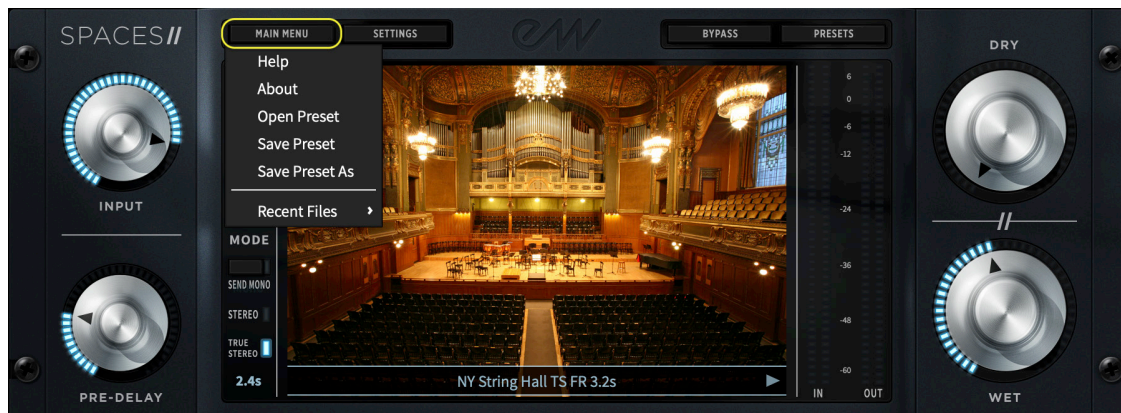 SPACES II
MAIN MENU
SETTINGS
EW
BYPASS
PRESETS
DRY
Help
About
Open Preset
Save Preset
Save Preset As
Recent Files
INPUT
MODE
SEND MONO
STEREO
TRUE
STEREO
2.4s
NY String Hall TS FR 3.2s
6
0
-6
-12
-24
-36
-48
-60
IN
OUT
PRE-DELAY
WET